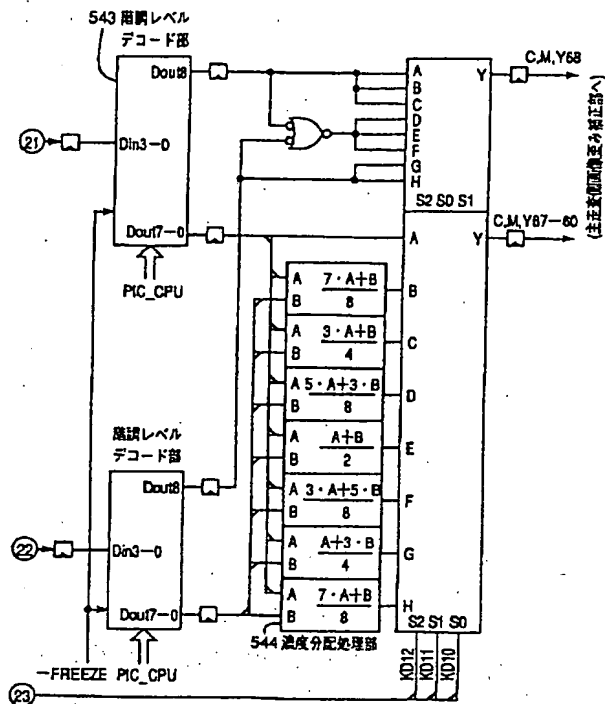 543 階調レベル
デコード部
Dout8
21
Din3-0
Dout7-0
PIC_CPU
階調レベル
デコード部
Dout8
22
Din3-0
Dout7-0
-FREEZE PIC_CPU
23
A
B
C
D
E
F
G
H
Y
S2 S0 S1
C,M,Y68
A
B
C
D
E
F
G
H
Y
S2 S1 S0
C,M,Y67-60
(主走査側画像歪み補正部へ)
A 7・A+B
B 8
A 3・A+B
B 4
A 5・A+3・B
B 8
A A+B
B 2
A 3・A+5・B
B 8
A A+3・B
B 4
A 7・A+B
B 8
544 濃度分配処理部
KD12
KD11
KD10